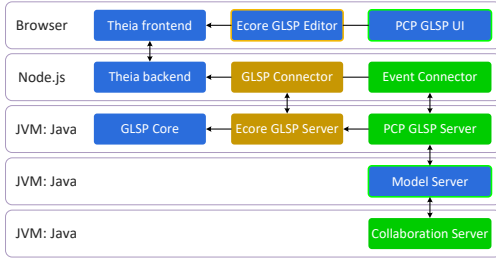 Browser Theia frontend Ecore GLSP Editor PCP GLSP UI
Node.js Theia backend GLSP Connector Event Connector
JVM: Java GLSP Core Ecore GLSP Server PCP GLSP Server
JVM: Java Model Server
JVM: Java Collaboration Server